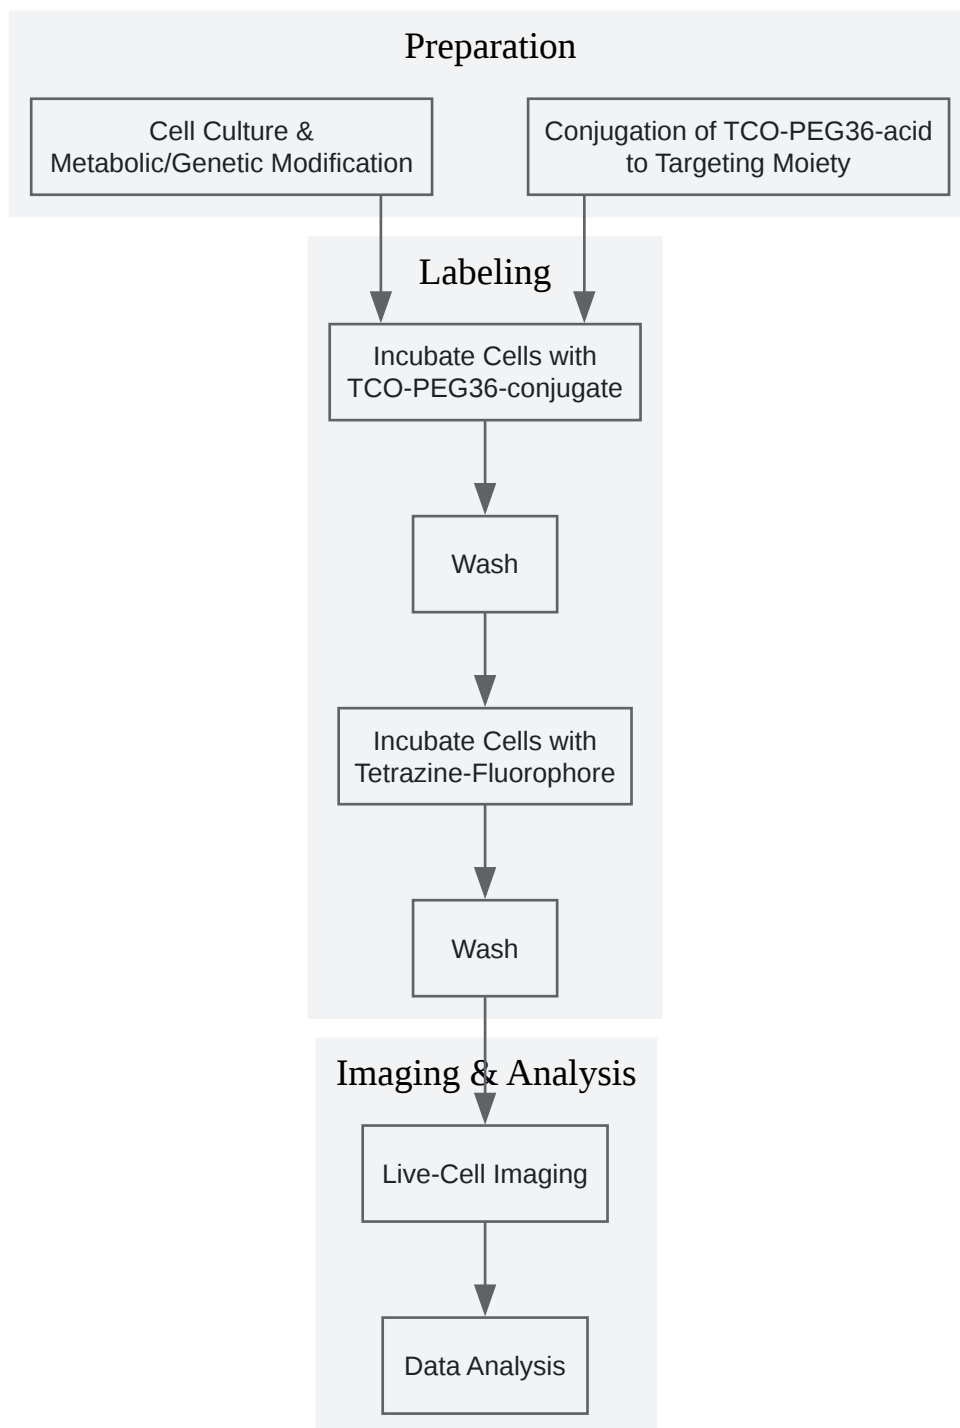 Preparation
Cell Culture &
Metabolic/Genetic Modification
Conjugation of TCO-PEG36-acid
to Targeting Moiety
Labeling
Incubate Cells with
TCO-PEG36-conjugate
Wash
Incubate Cells with
Tetrazine-Fluorophore
Wash
Imaging & Analysis
Live-Cell Imaging
Data Analysis